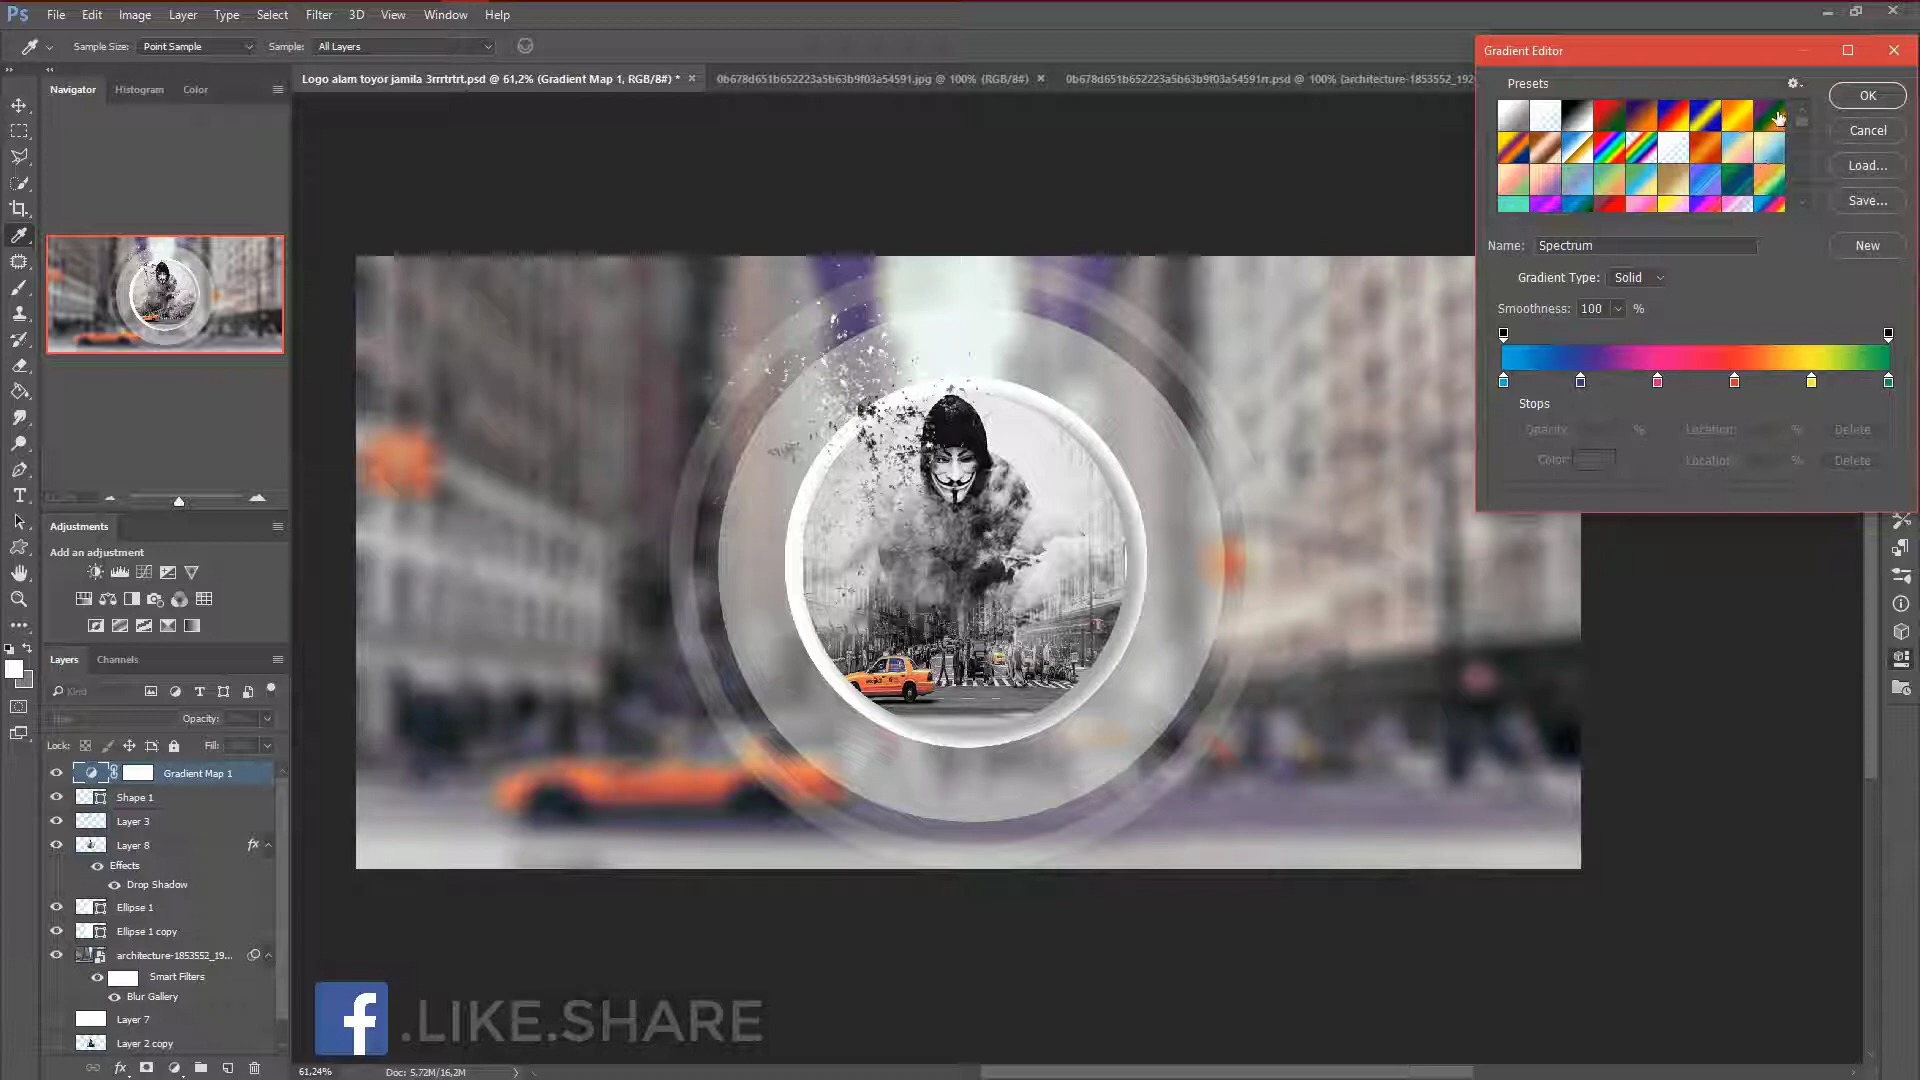 Ps File Edit Image Layer Type Select Filter 3D View Window Help
Sample Size: Point Sample Sample: All Layers
Logo alam toyor jamila 3rrrtrtrt.psd @ 61,2% (Gradient Map 1, RGB/8#) *
0b678d651b652223a5b63b9f03a54591.jpg @ 100% (RGB/8#)
0b678d651b652223a5b63b9f03a54591rr.psd @ 100% (architecture-1853552_192
Navigator Histogram Color
Adjustments
Add an adjustment
Layers Channels
Kind
Opacity:
Lock: Fill:
Gradient Map 1
Shape 1
Layer 3
Layer 8 fx
Effects
Drop Shadow
Ellipse 1
Ellipse 1 copy
architecture-1853552_19...
Smart Filters
Blur Gallery
Layer 7
Layer 2 copy
fx
.LIKE.SHARE
61,24% Doc: 5.72M/16,2M
Gradient Editor
Presets
OK
Cancel
Load...
Save...
Name: Spectrum
New
Gradient Type: Solid
Smoothness: 100 %
Stops
Opacity: % Location: % Delete
Color: Location: % Delete